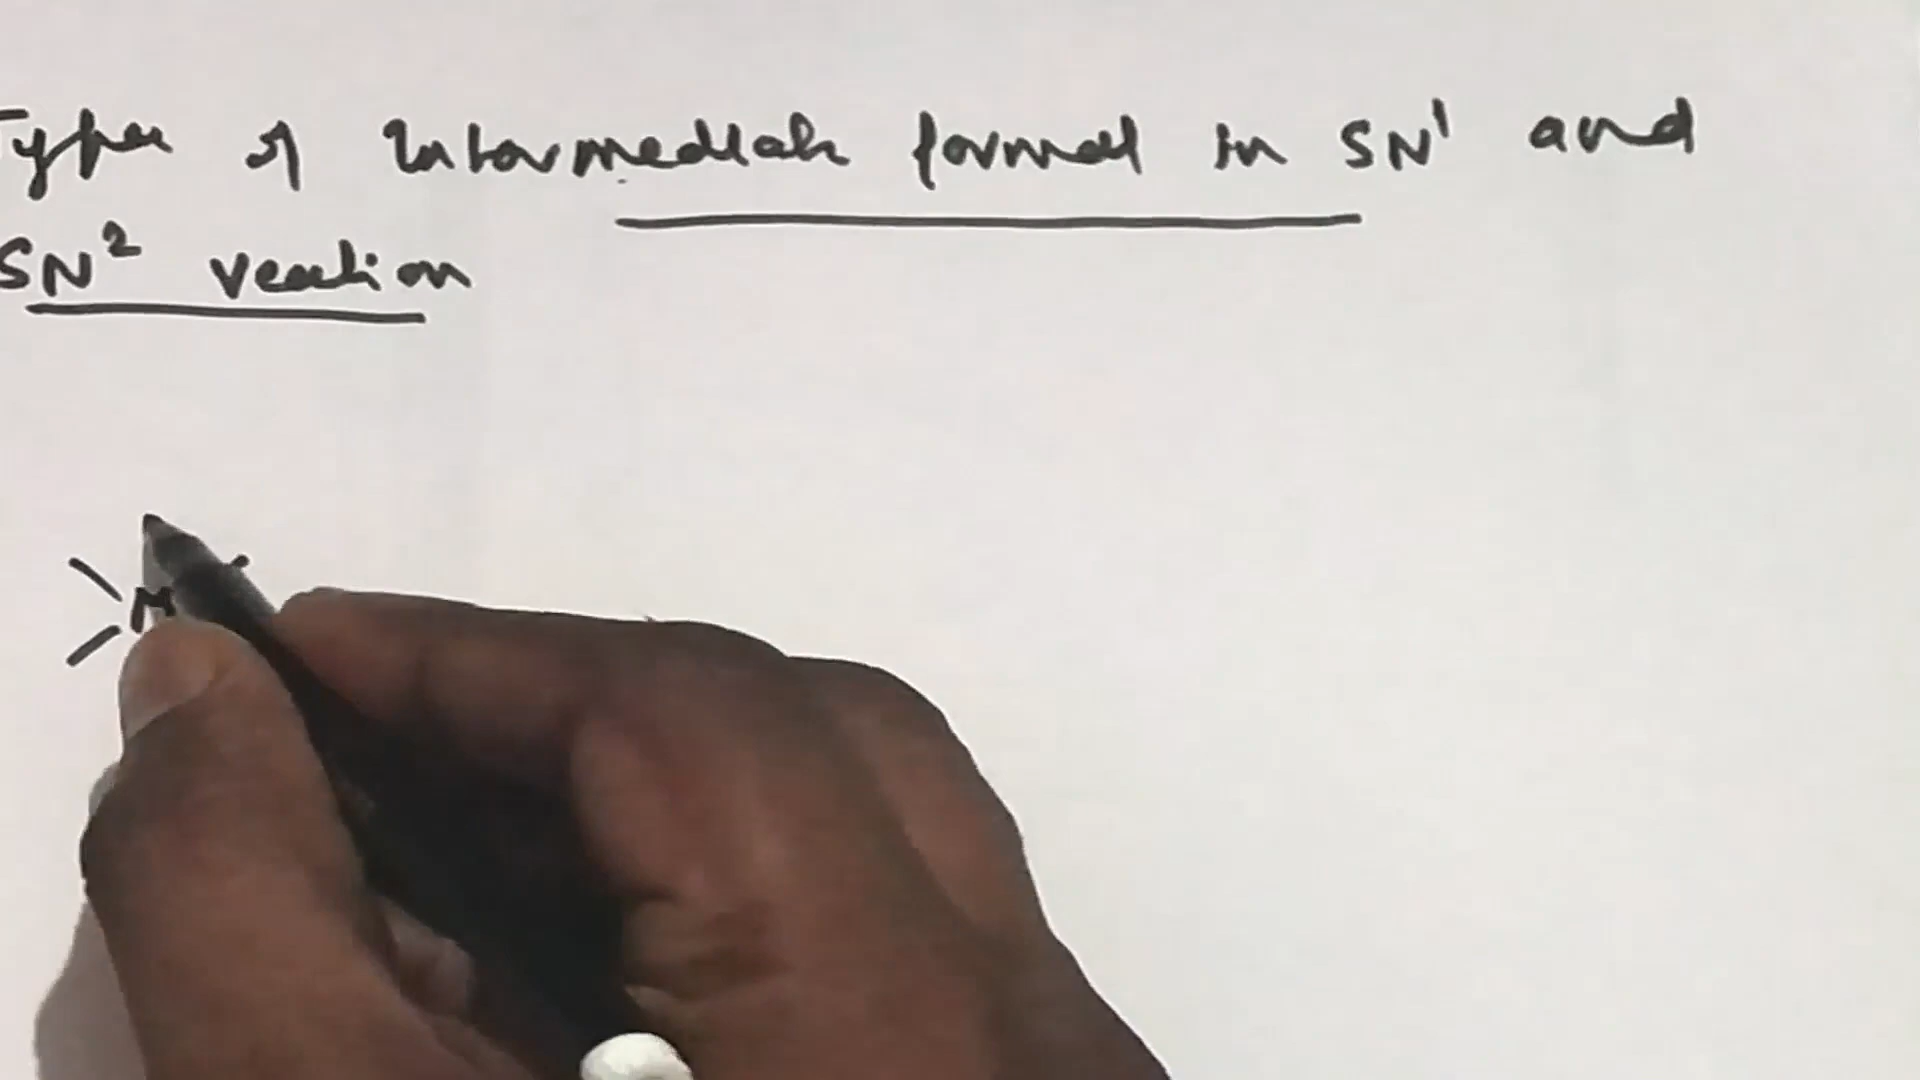 Types of Intermediate formed in SN¹ and
SN² reaction
M